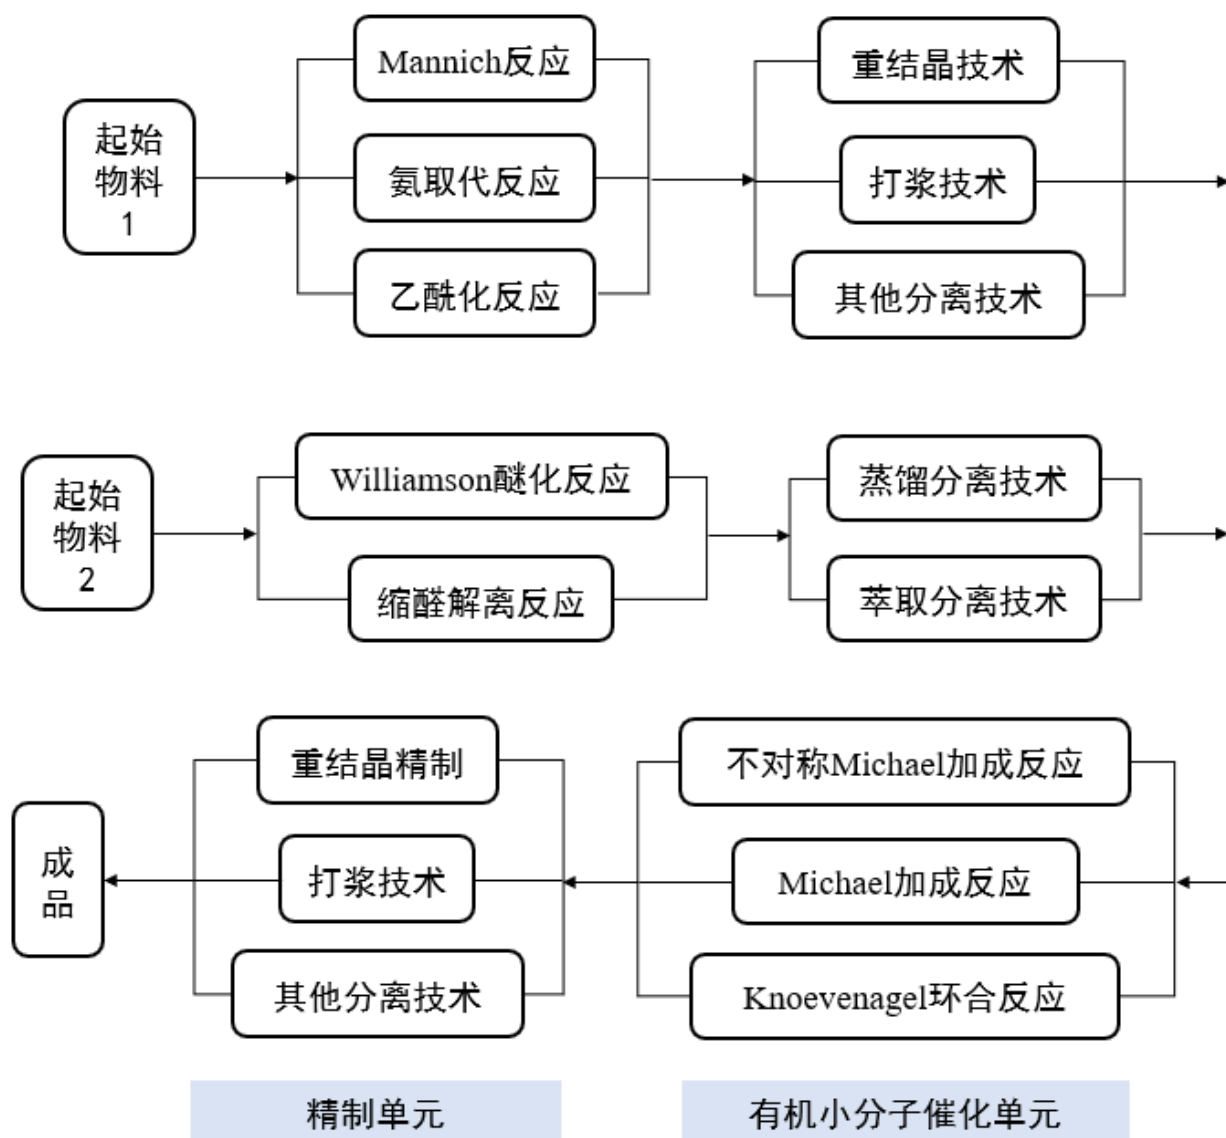 起始
物料
1
Mannich反应
氨取代反应
乙酰化反应
重结晶技术
打浆技术
其他分离技术
起始
物料
2
Williamson醚化反应
缩醛解离反应
蒸馏分离技术
萃取分离技术
成
品
重结晶精制
打浆技术
其他分离技术
不对称Michael加成反应
Michael加成反应
Knoevenagel环合反应
精制单元
有机小分子催化单元